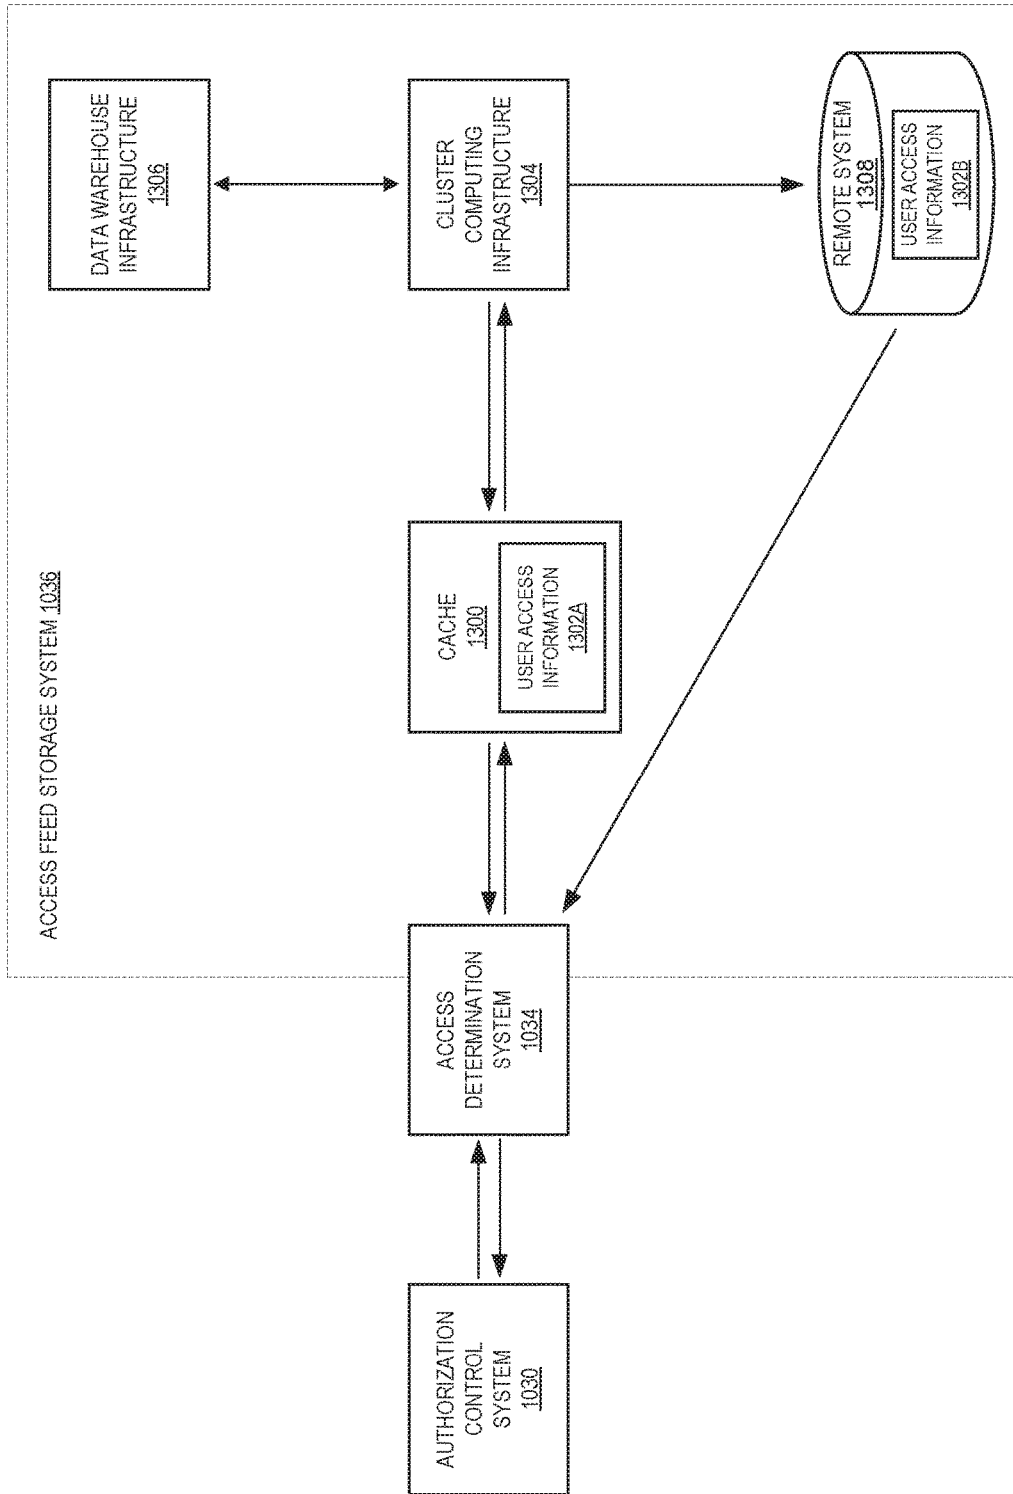 ACCESS FEED STORAGE SYSTEM 1036
DATA WAREHOUSE
INFRASTRUCTURE
1306
AUTHORIZATION
CONTROL
SYSTEM
1030
ACCESS
DETERMINATION
SYSTEM
1034
CACHE
1300
USER ACCESS
INFORMATION
1302A
CLUSTER
COMPUTING
INFRASTRUCTURE
1304
REMOTE SYSTEM
1308
USER ACCESS
INFORMATION
1302B